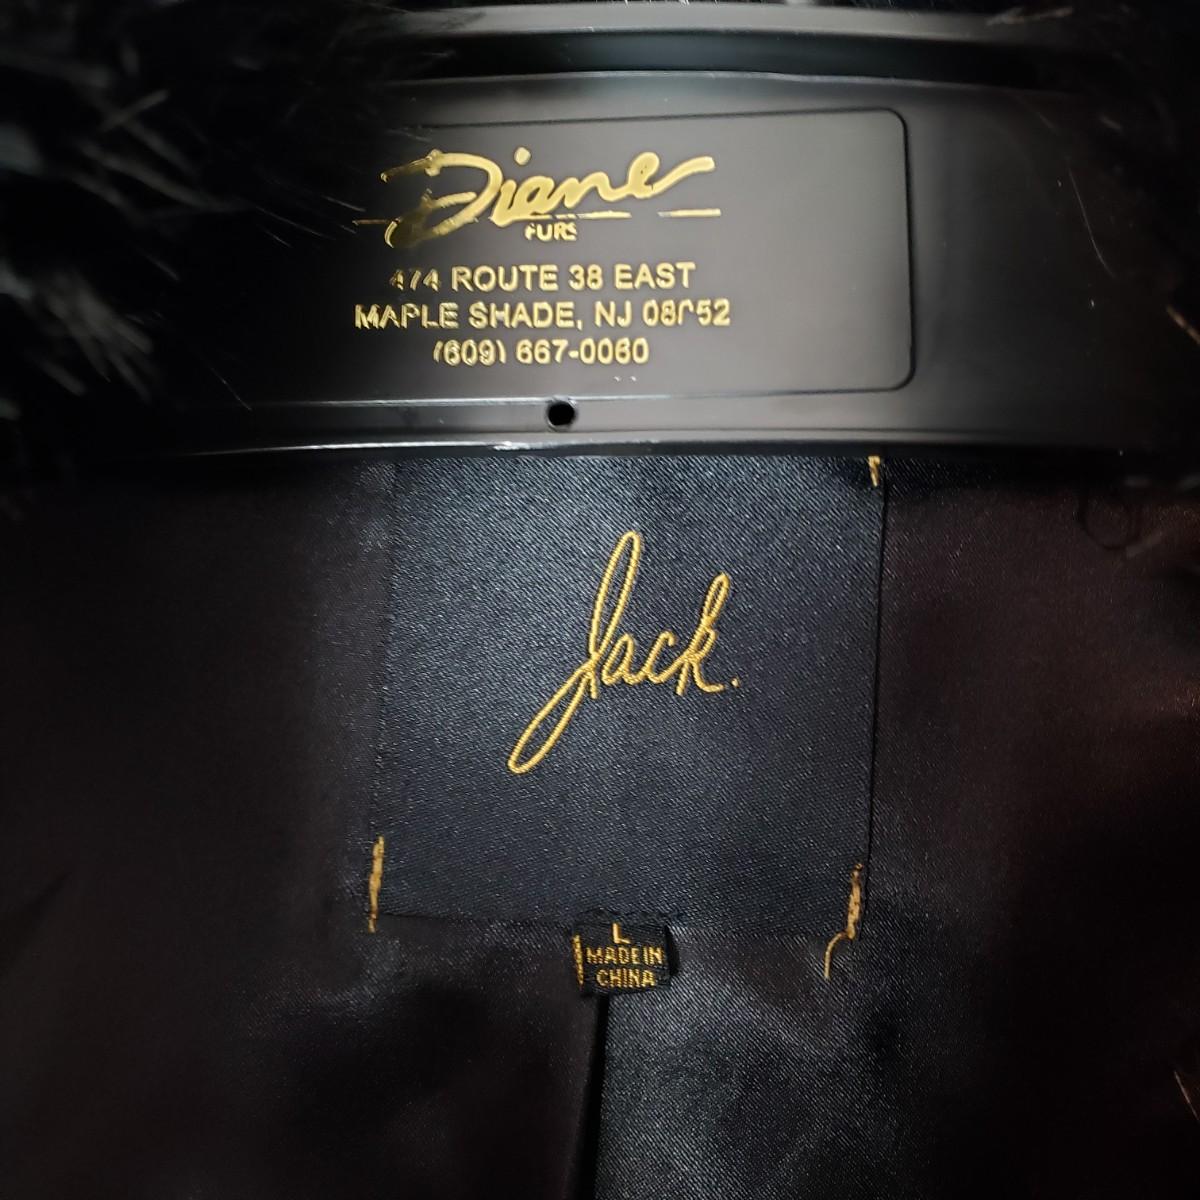 Diane
FURS
474 ROUTE 38 EAST
MAPLE SHADE, NJ 08052
(609) 667-0060
Jack.
L
MADE IN
CHINA